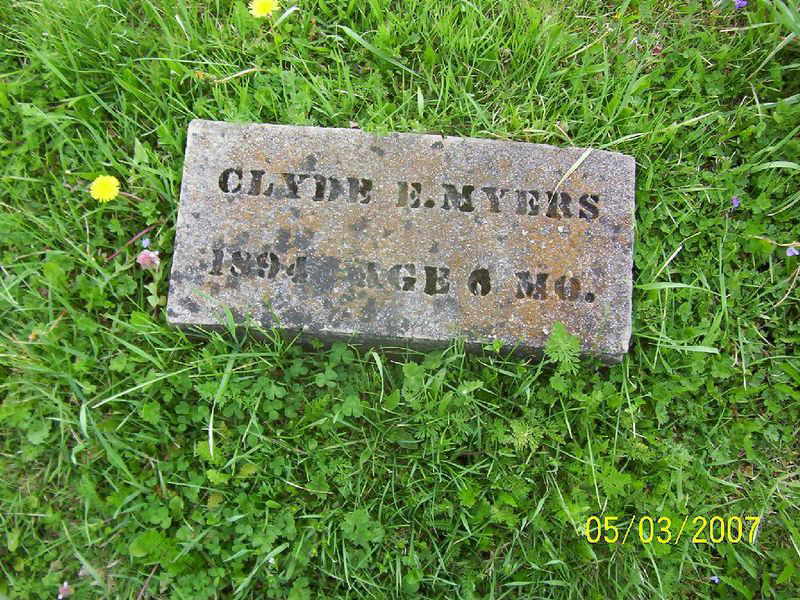 CLYDE E. MYERS
1894 AGE 6 MO.
05/03/2007